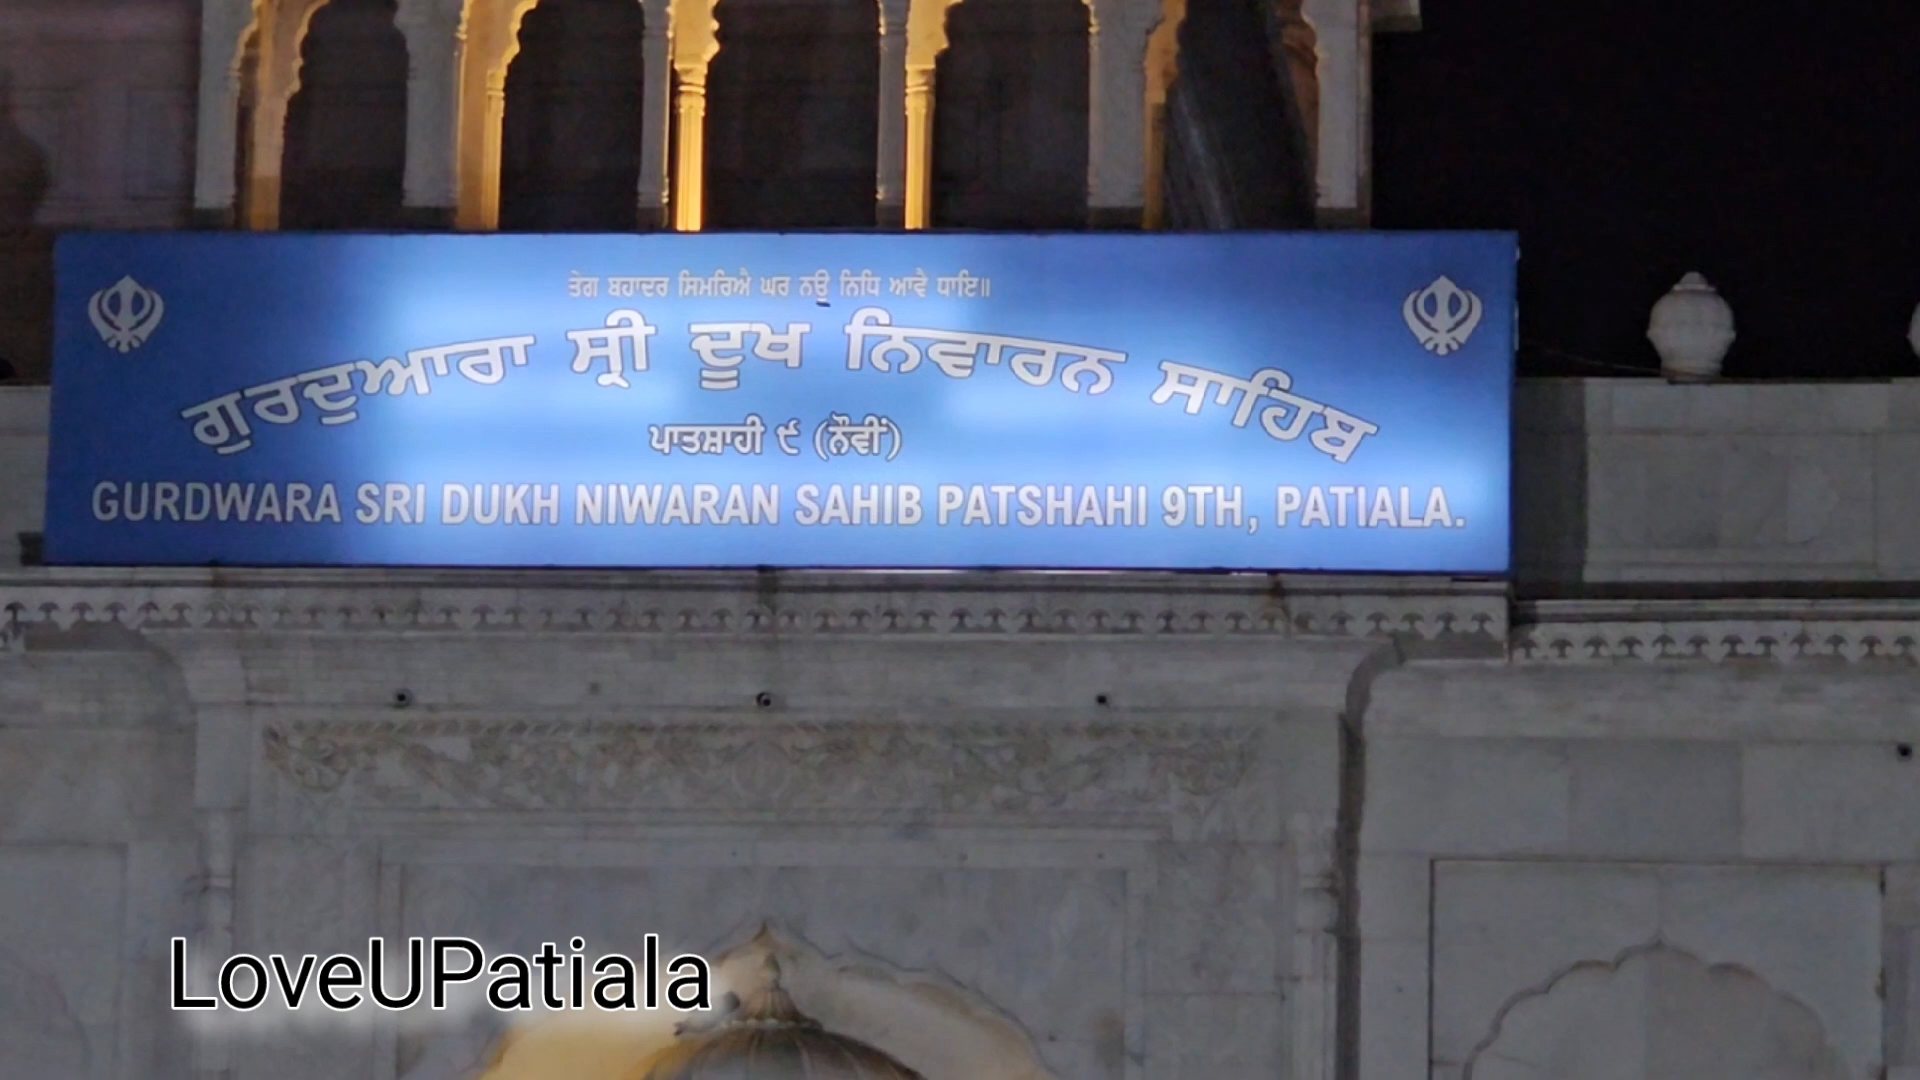 ਤੇਗ ਬਹਾਦਰ ਸਿਮਰਿਐ ਘਰ ਨਉ ਨਿਧਿ ਆਵੈ ਧਾਇ॥
ਗੁਰਦੁਆਰਾ ਸ੍ਰੀ ਦੂਖ ਨਿਵਾਰਨ ਸਾਹਿਬ
ਪਾਤਸ਼ਾਹੀ ੯ (ਨੌਵੀਂ)
GURDWARA SRI DUKH NIWARAN SAHIB PATSHAHI 9TH, PATIALA.
LoveUPatiala